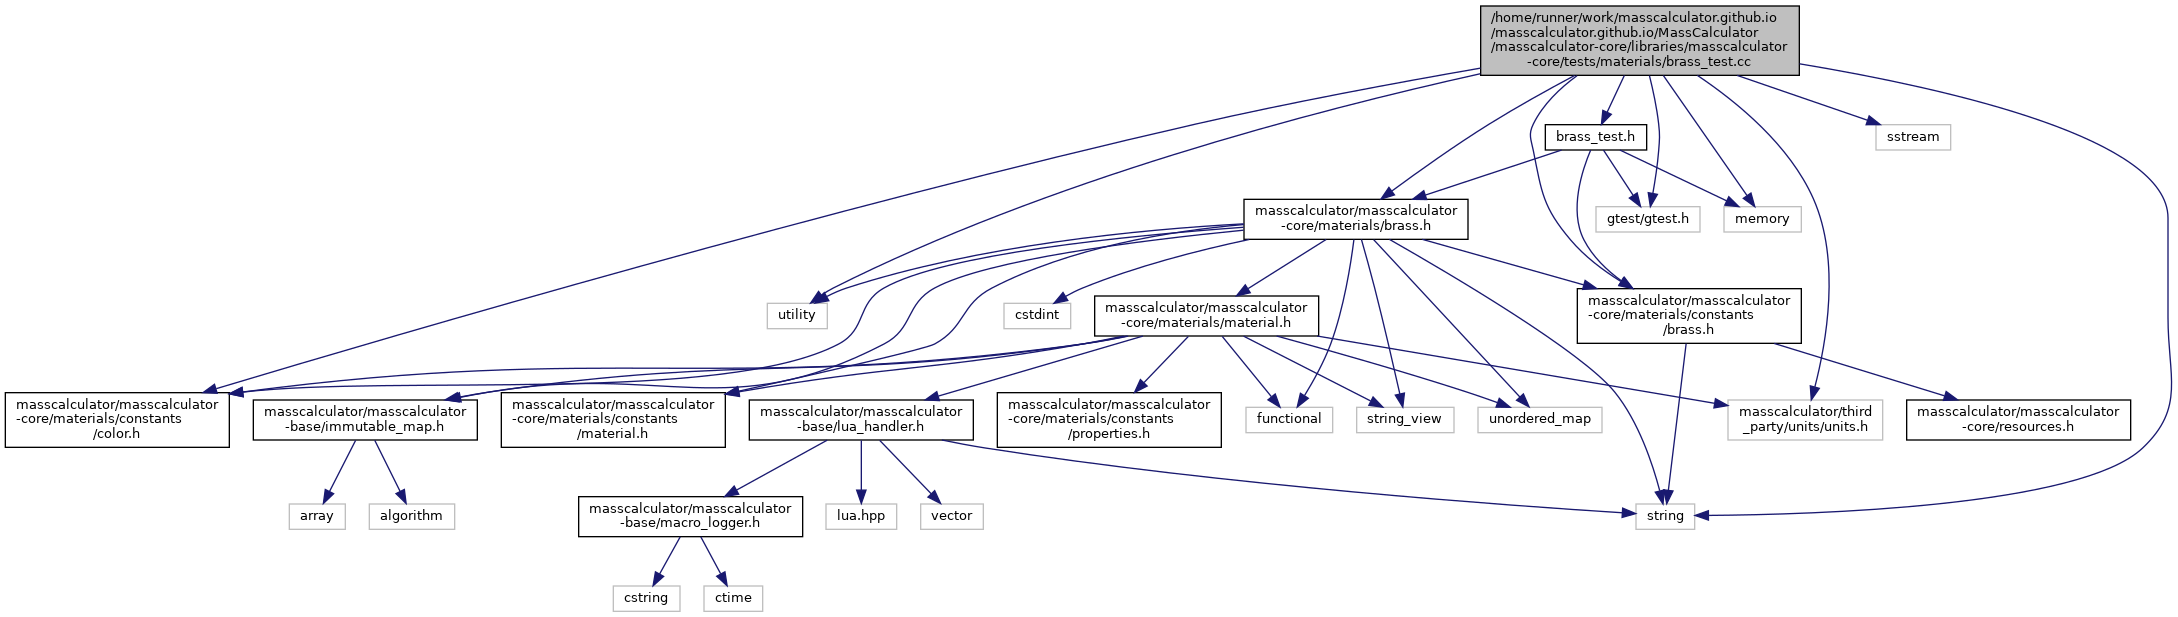 /home/runner/work/masscalculator.github.io
/masscalculator.github.io/MassCalculator
/masscalculator-core/libraries/masscalculator
-core/tests/materials/brass_test.cc
brass_test.h
sstream
masscalculator/masscalculator
-core/materials/brass.h
gtest/gtest.h
memory
utility
cstdint
masscalculator/masscalculator
-core/materials/material.h
masscalculator/masscalculator
-core/materials/constants
/brass.h
masscalculator/masscalculator
-core/materials/constants
/color.h
masscalculator/masscalculator
-base/immutable_map.h
masscalculator/masscalculator
-core/materials/constants
/material.h
masscalculator/masscalculator
-base/lua_handler.h
masscalculator/masscalculator
-core/materials/constants
/properties.h
functional
string_view
unordered_map
masscalculator/third
_party/units/units.h
masscalculator/masscalculator
-core/resources.h
array
algorithm
masscalculator/masscalculator
-base/macro_logger.h
lua.hpp
vector
string
cstring
ctime